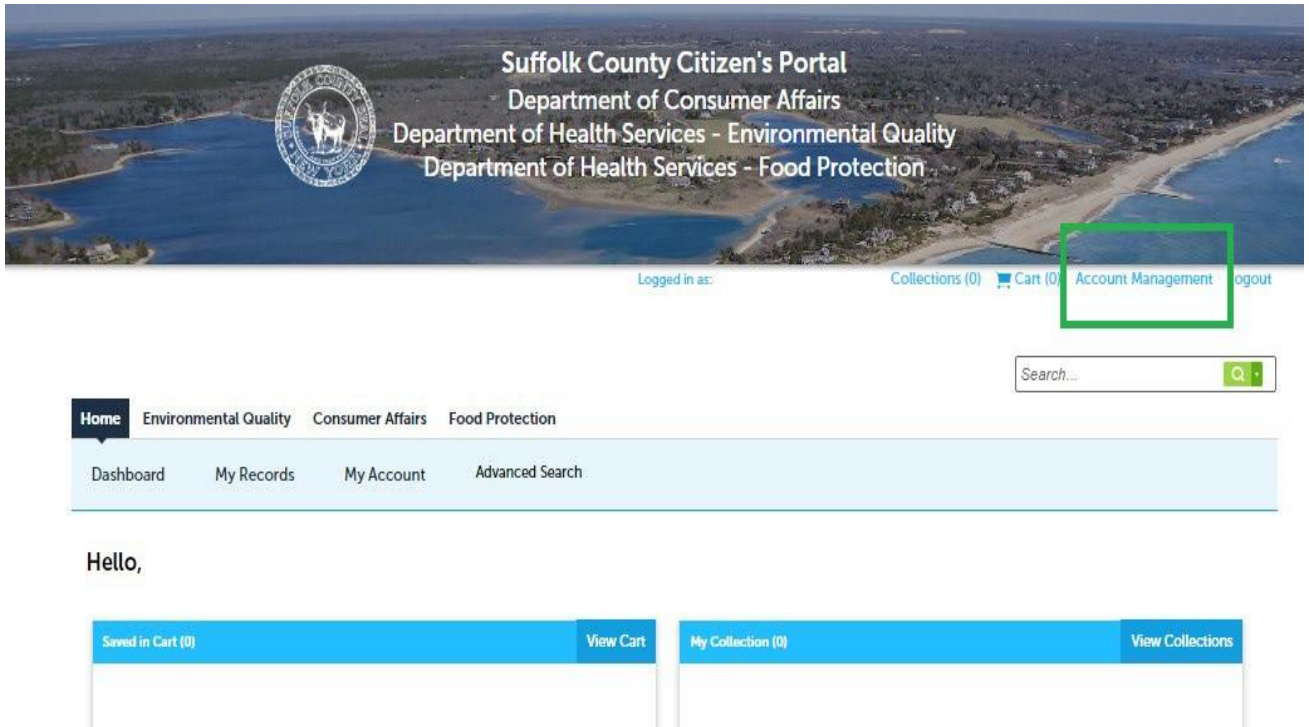 Suffolk County Citizen's Portal
Department of Consumer Affairs
Department of Health Services - Environmental Quality
Department of Health Services - Food Protection
Logged in as:
Collections (0) Cart (0) Account Management ogout
Search...
Home Environmental Quality Consumer Affairs Food Protection
Dashboard My Records My Account Advanced Search
Hello,
Saved in Cart (0) View Cart My Collection (0) View Collections